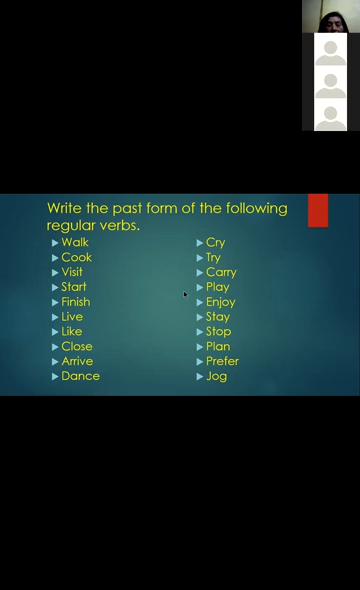 Write the past form of the following
regular verbs.
Walk
Cook
Visit
Start
Finish
Live
Like
Close
Arrive
Dance
Cry
Try
Carry
Play
Enjoy
Stay
Stop
Plan
Prefer
Jog